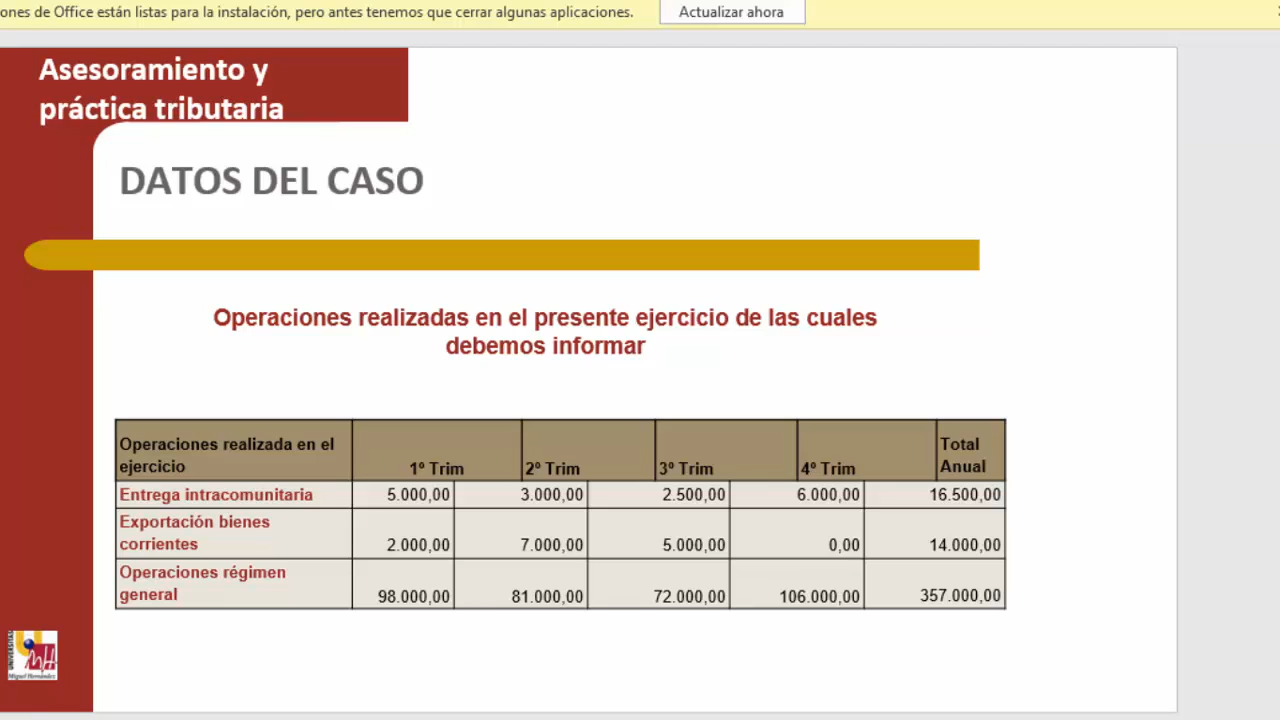 ones de Office están listas para la instalación, pero antes tenemos que cerrar algunas aplicaciones. Actualizar ahora
Asesoramiento y
práctica tributaria
DATOS DEL CASO
Operaciones realizadas en el presente ejercicio de las cuales
debemos informar
Operaciones realizada en el
ejercicio 1º Trim 2º Trim 3º Trim 4º Trim Total
Anual
Entrega intracomunitaria 5.000,00 3.000,00 2.500,00 6.000,00 16.500,00
Exportación bienes
corrientes 2.000,00 7.000,00 5.000,00 0,00 14.000,00
Operaciones régimen
general 98.000,00 81.000,00 72.000,00 106.000,00 357.000,00
UNIVERSITAS
Miguel Hernández